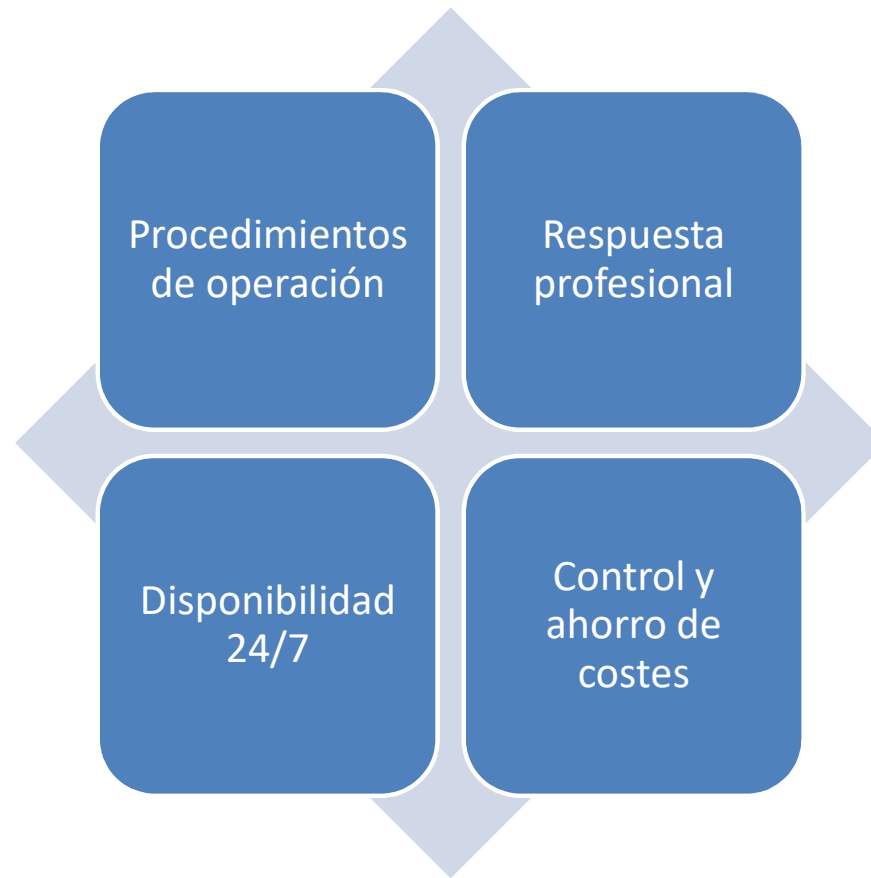 Procedimientos
de operación
Respuesta
profesional
Disponibilidad
24/7
Control y
ahorro de
costes